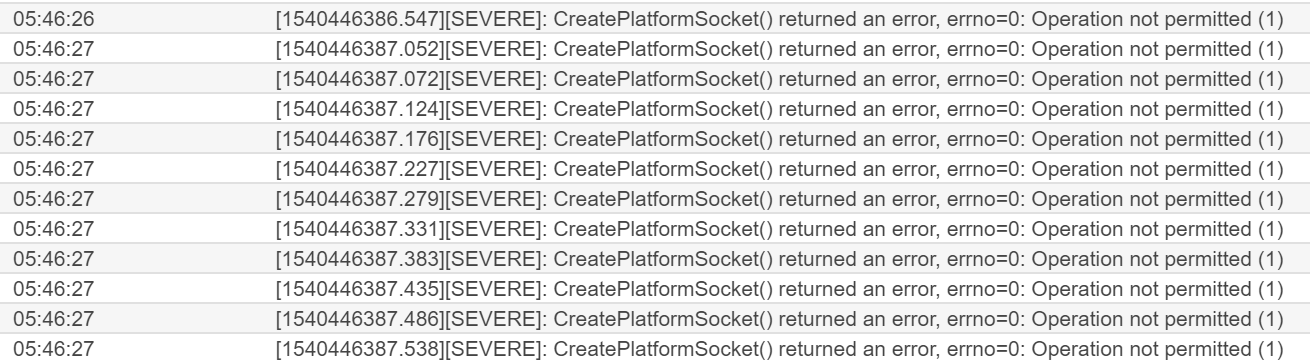 05:46:26 [1540446386.547][SEVERE]: CreatePlatformSocket() returned an error, errno=0: Operation not permitted (1)
05:46:27 [1540446387.052][SEVERE]: CreatePlatformSocket() returned an error, errno=0: Operation not permitted (1)
05:46:27 [1540446387.072][SEVERE]: CreatePlatformSocket() returned an error, errno=0: Operation not permitted (1)
05:46:27 [1540446387.124][SEVERE]: CreatePlatformSocket() returned an error, errno=0: Operation not permitted (1)
05:46:27 [1540446387.176][SEVERE]: CreatePlatformSocket() returned an error, errno=0: Operation not permitted (1)
05:46:27 [1540446387.227][SEVERE]: CreatePlatformSocket() returned an error, errno=0: Operation not permitted (1)
05:46:27 [1540446387.279][SEVERE]: CreatePlatformSocket() returned an error, errno=0: Operation not permitted (1)
05:46:27 [1540446387.331][SEVERE]: CreatePlatformSocket() returned an error, errno=0: Operation not permitted (1)
05:46:27 [1540446387.383][SEVERE]: CreatePlatformSocket() returned an error, errno=0: Operation not permitted (1)
05:46:27 [1540446387.435][SEVERE]: CreatePlatformSocket() returned an error, errno=0: Operation not permitted (1)
05:46:27 [1540446387.486][SEVERE]: CreatePlatformSocket() returned an error, errno=0: Operation not permitted (1)
05:46:27 [1540446387.538][SEVERE]: CreatePlatformSocket() returned an error, errno=0: Operation not permitted (1)